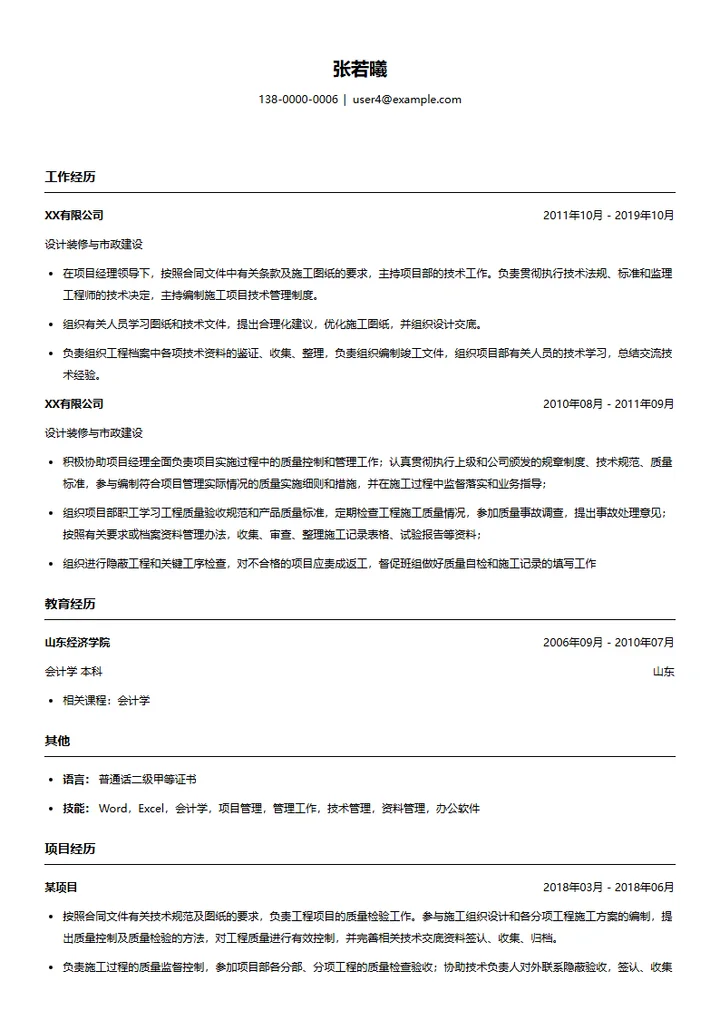 张若曦
138-0000-0006 | user4@example.com
工作经历
XX有限公司 2011年10月 - 2019年10月
设计装修与市政建设
• 在项目经理领导下，按照合同文件中有关条款及施工图纸的要求，主持项目部的技术工作。负责贯彻执行技术法规、标准和监理
工程师的技术决定，主持编制施工项目技术管理制度。
• 组织有关人员学习图纸和技术文件，提出合理化建议，优化施工图纸，并组织设计交底。
• 负责组织工程档案中各项技术资料的鉴证、收集、整理，负责组织编制竣工文件，组织项目部有关人员的技术学习，总结交流技
术经验。
XX有限公司 2010年08月 - 2011年09月
设计装修与市政建设
• 积极协助项目经理全面负责项目实施过程中的质量控制和管理工作；认真贯彻执行上级和公司颁发的规章制度、技术规范、质量
标准，参与编制符合项目管理实际情况的质量实施细则和措施，并在施工过程中监督落实和业务指导；
• 组织项目部职工学习工程质量验收规范和产品质量标准，定期检查工程施工质量情况，参加质量事故调查，提出事故处理意见；
按照有关要求或档案资料管理办法，收集、审查、整理施工记录表格、试验报告等资料；
• 组织进行隐蔽工程和关键工序检查，对不合格的项目应责成返工，督促班组做好质量自检和施工记录的填写工作
教育经历
山东经济学院 2006年09月 - 2010年07月
会计学 本科 山东
• 相关课程：会计学
其他
• 语言： 普通话二级甲等证书
• 技能： Word，Excel，会计学，项目管理，管理工作，技术管理，资料管理，办公软件
项目经历
某项目 2018年03月 - 2018年06月
• 按照合同文件有关技术规范及图纸的要求，负责工程项目的质量检验工作。参与施工组织设计和各分项工程施工方案的编制，提
出质量控制及质量检验的方法，对工程质量进行有效控制，并完善相关技术交底资料签认、收集、归档。
• 负责施工过程的质量监督控制，参加项目部各分部、分项工程的质量检查验收；协助技术负责人对外联系隐蔽验收，签认、收集